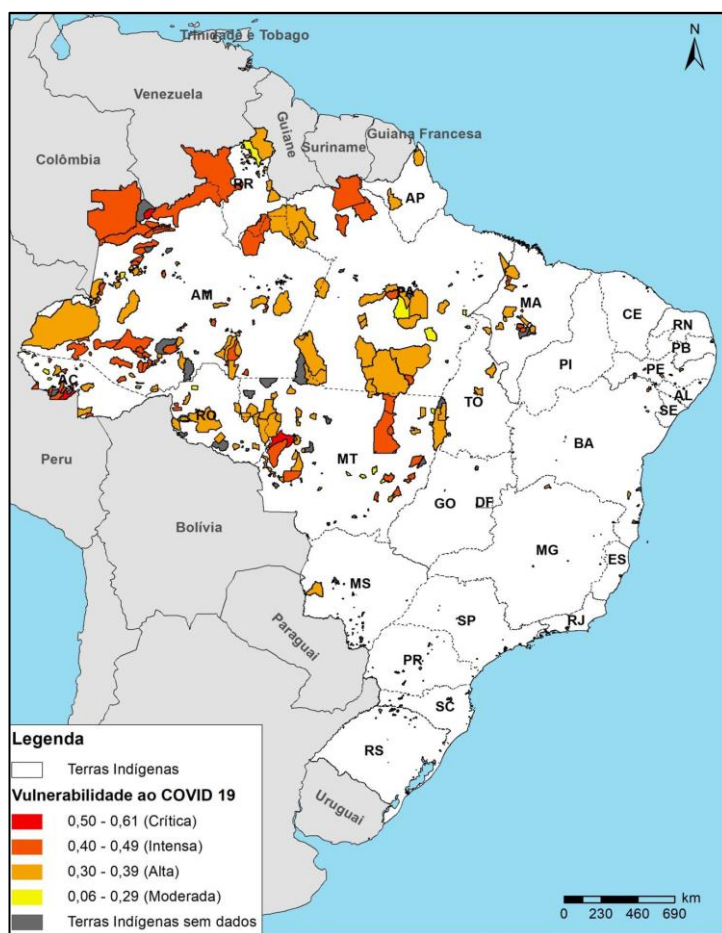 Trinidade e Tobago
N
Venezuela
Guiane
Suriname
Guiana Francesa
Colômbia
RR
AP
AM
PA
MA
CE
RN
PB
PE
AL
SE
PI
AC
RO
TO
BA
Peru
MT
Bolívia
GO
DF
MG
ES
MS
SP
RJ
Paraguai
PR
SC
RS
Uruguai
Legenda
Terras Indígenas
Vulnerabilidade ao COVID 19
0,50 - 0,61 (Crítica)
0,40 - 0,49 (Intensa)
0,30 - 0,39 (Alta)
0,06 - 0,29 (Moderada)
Terras Indígenas sem dados
km
0 230 460 690